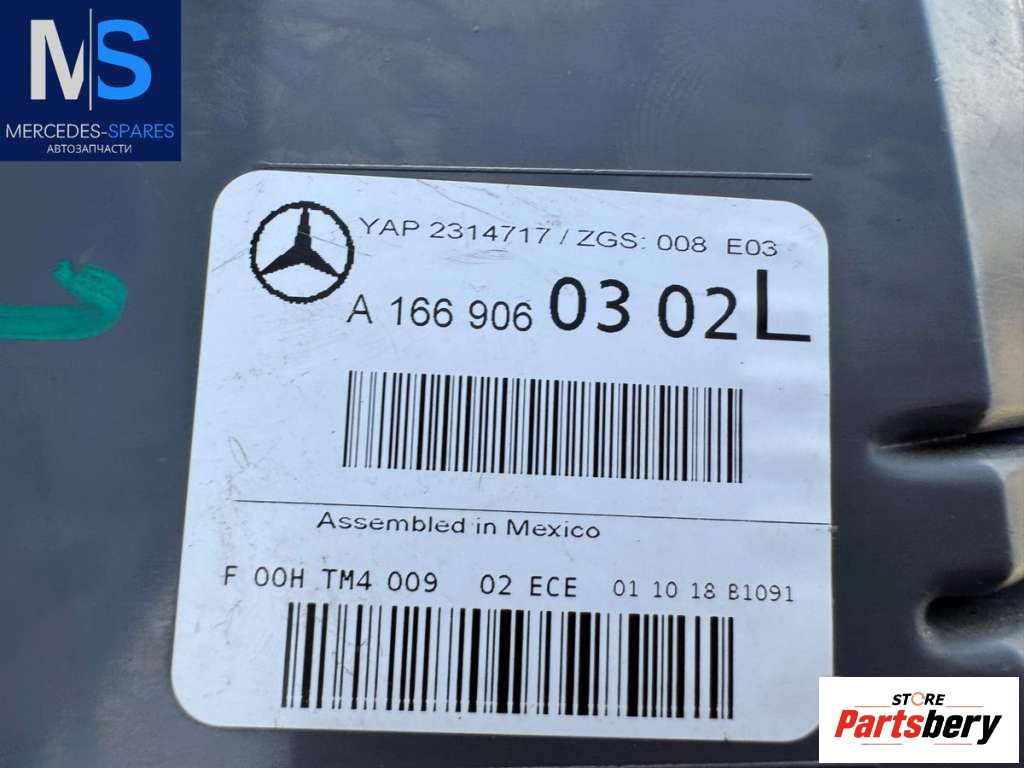 MS
MERCEDES-SPARES
АВТОЗАПЧАСТИ
YAP 2314717 / ZGS: 008 E03
A 166 906 03 02 L
Assembled in Mexico
F 00H TM4 009 02 ECE 01 10 18 B1091
STORE
Partsbery